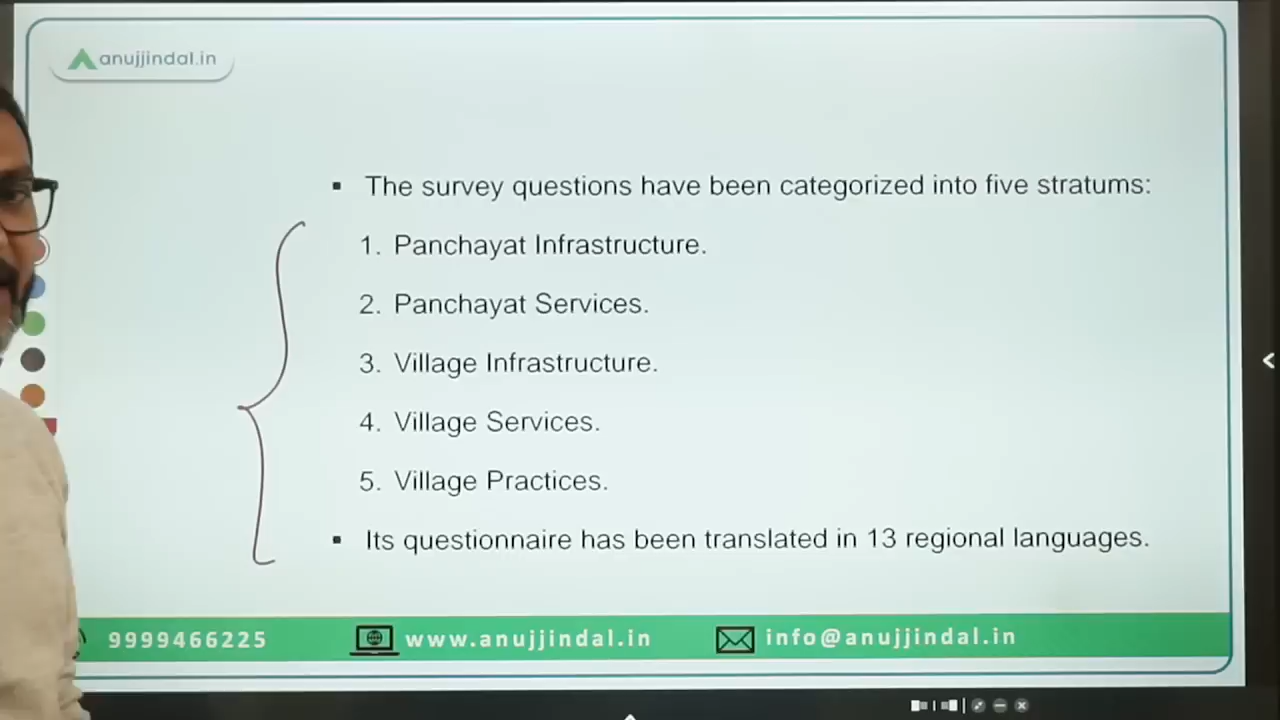 anujjindal.in
▪ The survey questions have been categorized into five stratums:
1. Panchayat Infrastructure.
2. Panchayat Services.
3. Village Infrastructure.
4. Village Services.
5. Village Practices.
▪ Its questionnaire has been translated in 13 regional languages.
9999466225 www.anujjindal.in info@anujjindal.in